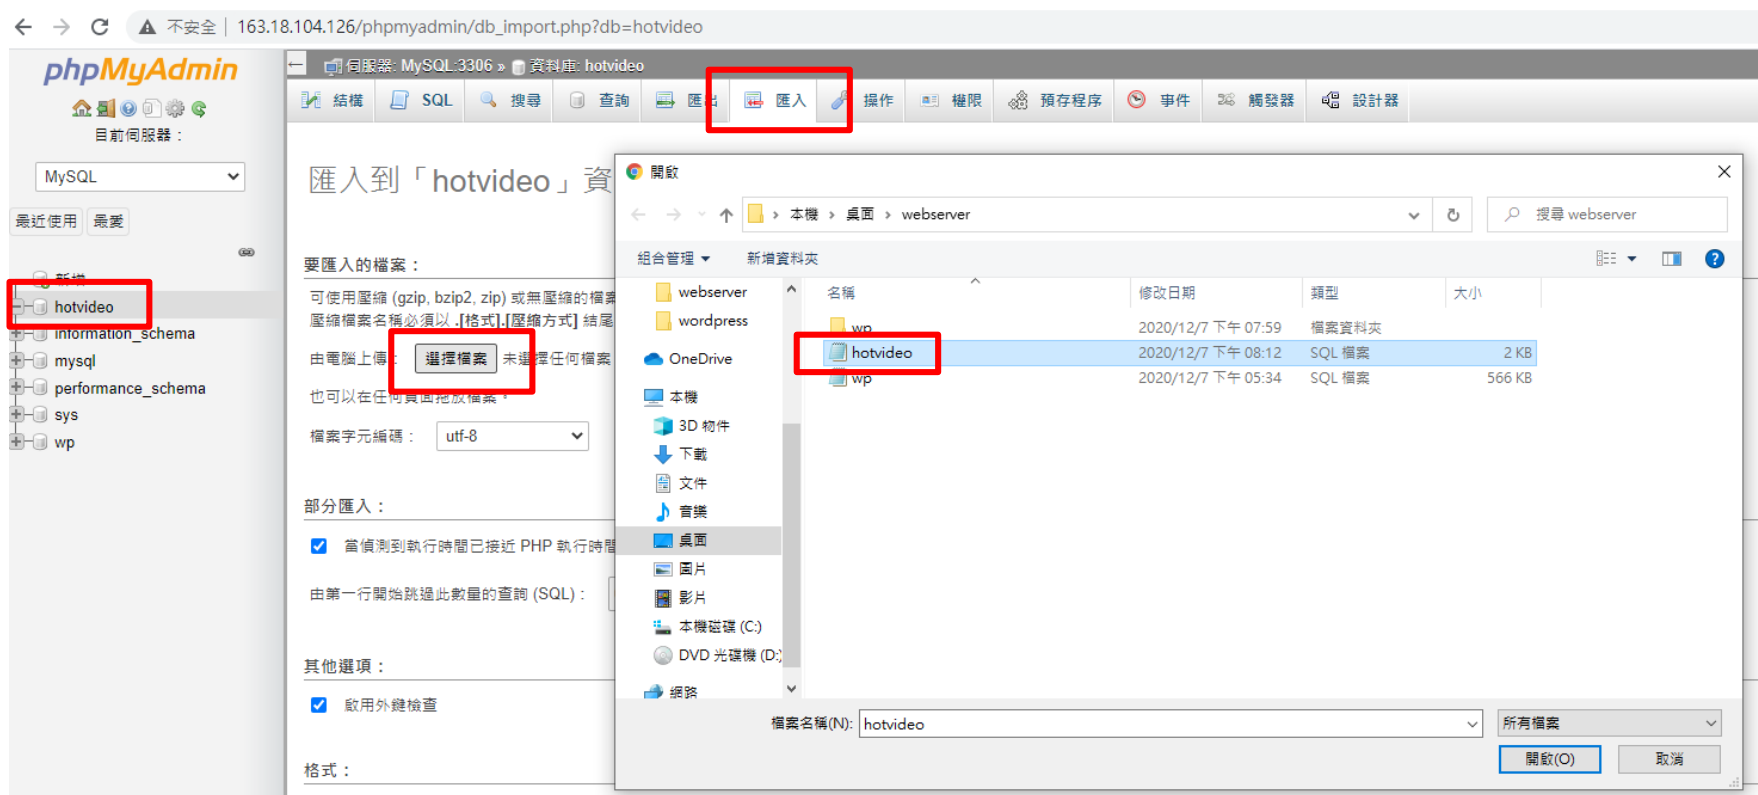 不安全 | 163.18.104.126/phpmyadmin/db_import.php?db=hotvideo
phpMyAdmin
目前伺服器：
MySQL
最近使用 最愛
新增
hotvideo
information_schema
mysql
performance_schema
sys
wp
伺服器: MySQL:3306 » 資料庫: hotvideo
結構 SQL 搜尋 查詢 匯出 匯入 操作 權限 預存程序 事件 觸發器 設計器
匯入到「hotvideo」資
要匯入的檔案：
可使用壓縮 (gzip, bzip2, zip) 或無壓縮的檔案
壓縮檔案名稱必須以 .[格式].[壓縮方式] 結尾
由電腦上傳： 選擇檔案 未選擇任何檔案
也可以在任何頁面拖放檔案。
檔案字元編碼： utf-8
部分匯入：
當偵測到執行時間已接近 PHP 執行時間
由第一行開始跳過此數量的查詢 (SQL)：
其他選項：
啟用外鍵檢查
格式：
開啟
本機 › 桌面 › webserver
搜尋 webserver
組合管理 新增資料夾
webserver
wordpress
OneDrive
本機
3D 物件
下載
文件
音樂
桌面
圖片
影片
本機磁碟 (C:)
DVD 光碟機 (D:)
網路
名稱 修改日期 類型 大小
wp 2020/12/7 下午 07:59 檔案資料夾
hotvideo 2020/12/7 下午 08:12 SQL 檔案 2 KB
wp 2020/12/7 下午 05:34 SQL 檔案 566 KB
檔案名稱(N): hotvideo 所有檔案
開啟(O) 取消